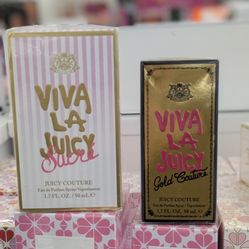 VIVA
LA
JUICY
Sucré
JUICY COUTURE
Eau de Parfum Spray / Vaporisateur
1.7 FL. OZ. / 50 mL ℮
VIVA
LA
JUICY
Gold Couture
JUICY COUTURE
Eau de Parfum Spray / Vaporisateur
1.7 FL. OZ. / 50 mL ℮